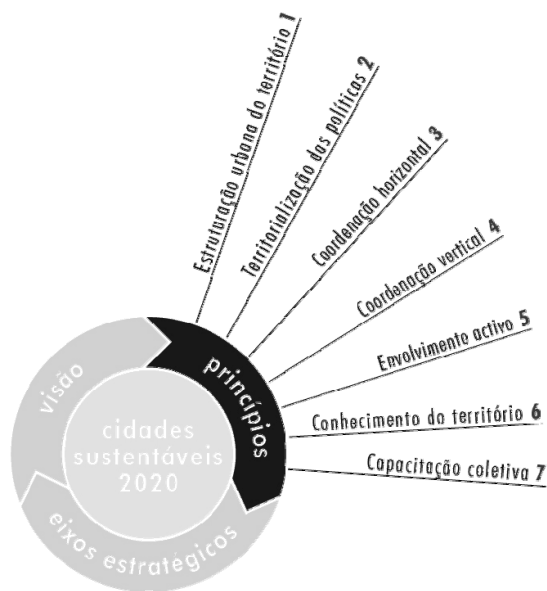 Estruturação urbana do território 1
Territorialização das políticas 2
Coordenação horizontal 3
Coordenação vertical 4
Envolvimento activo 5
Conhecimento do território 6
Capacitação coletiva 7
visão
princípios
eixos estratégicos
cidades
sustentáveis
2020